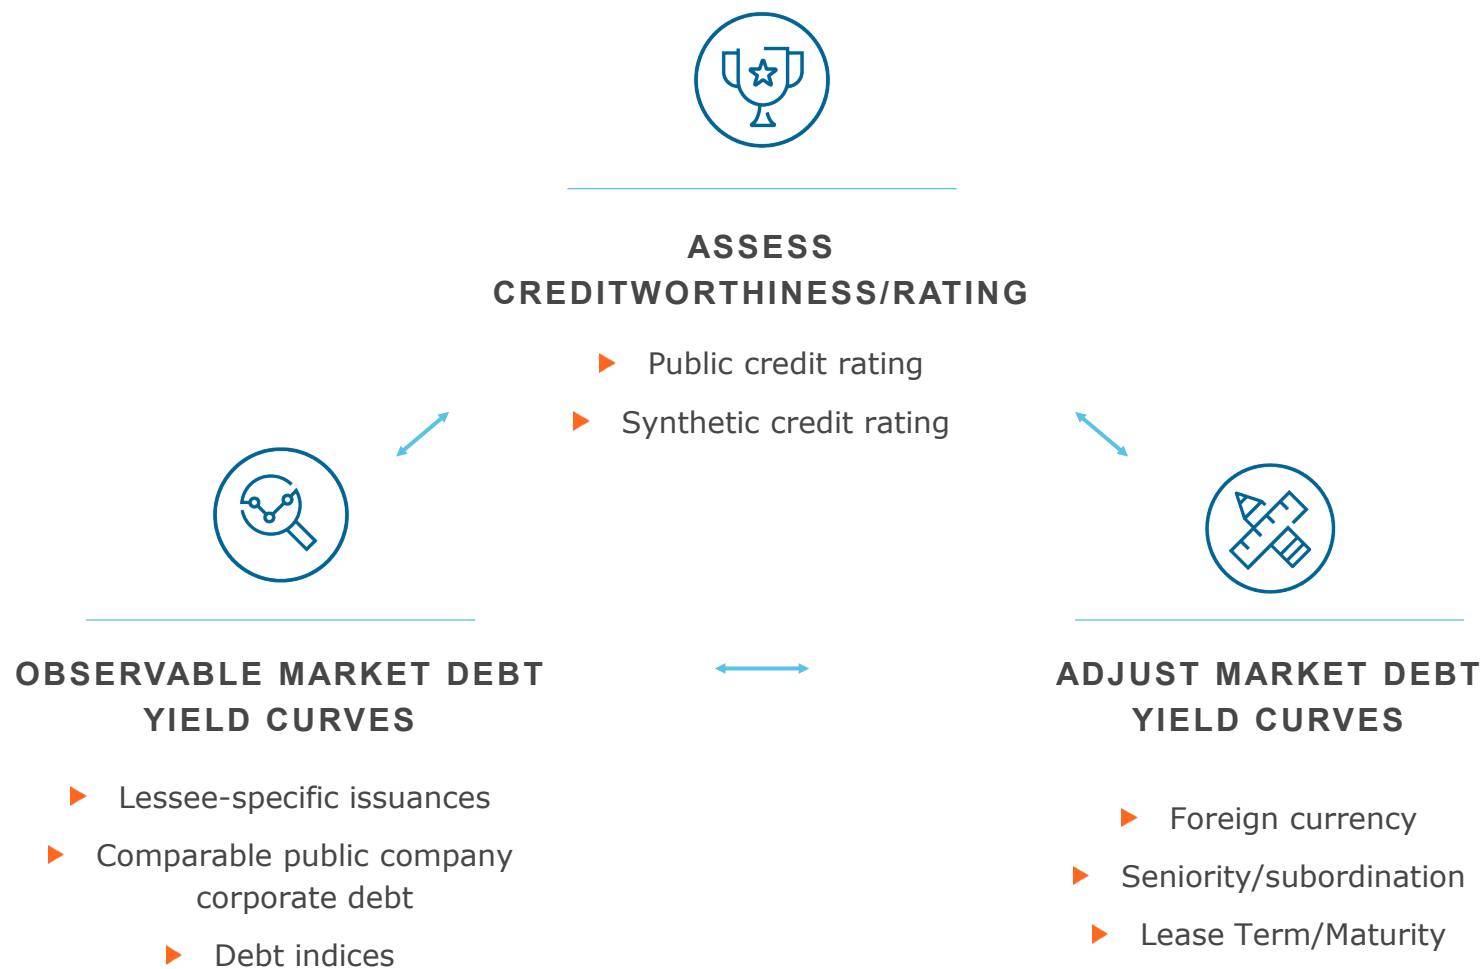 ASSESS
CREDITWORTHINESS/RATING
Public credit rating
Synthetic credit rating
OBSERVABLE MARKET DEBT
YIELD CURVES
Lessee-specific issuances
Comparable public company
corporate debt
Debt indices
ADJUST MARKET DEBT
YIELD CURVES
Foreign currency
Seniority/subordination
Lease Term/Maturity